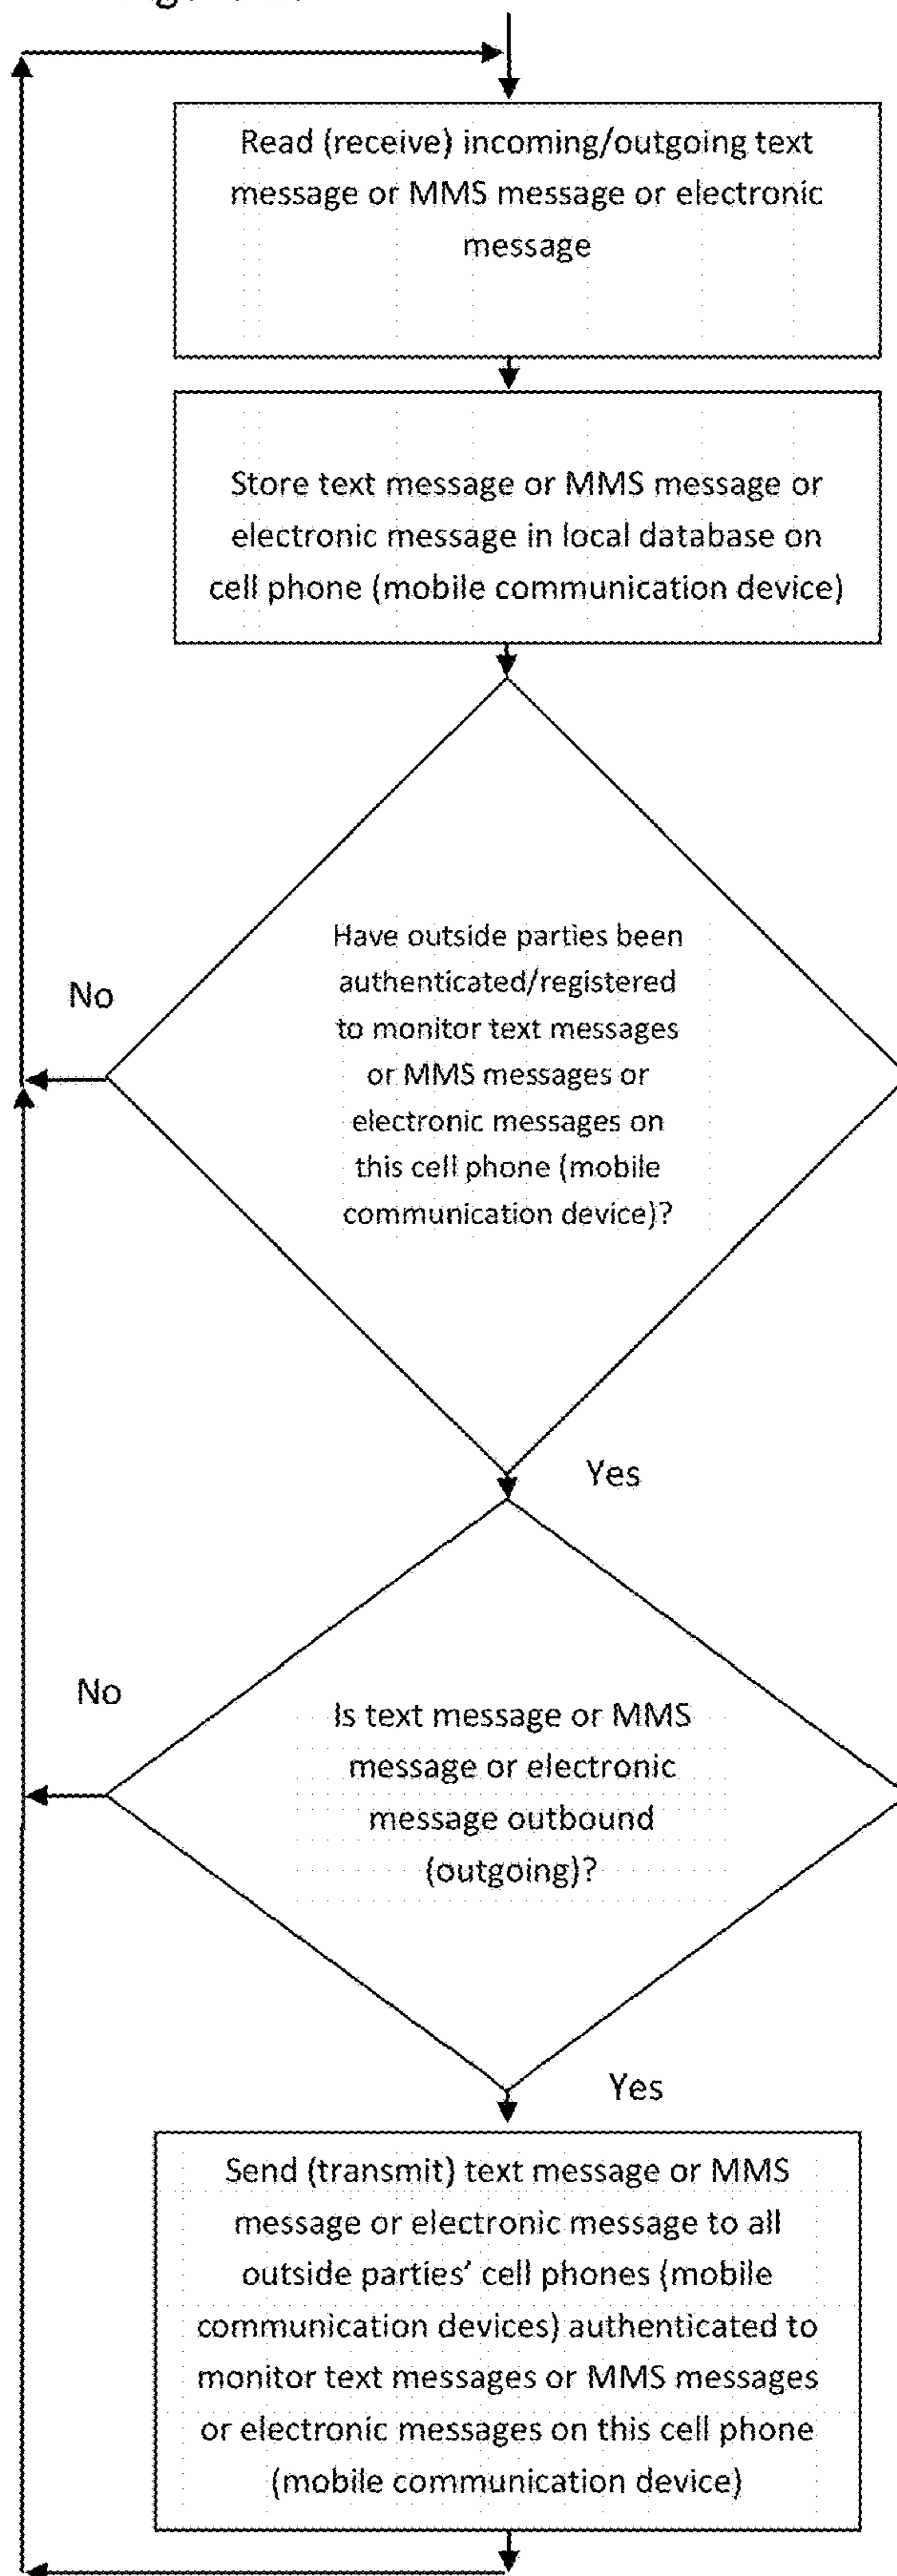 Read (receive) incoming/outgoing text
message or MMS message or electronic
message
Store text message or MMS message or
electronic message in local database on
cell phone (mobile communication device)
Have outside parties been
authenticated/registered
to monitor text messages
or MMS messages or
electronic messages on
this cell phone (mobile
communication device)?
No
Yes
Is text message or MMS
message or electronic
message outbound
(outgoing)?
No
Yes
Send (transmit) text message or MMS
message or electronic message to all
outside parties' cell phones (mobile
communication devices) authenticated to
monitor text messages or MMS messages
or electronic messages on this cell phone
(mobile communication device)